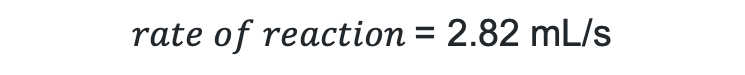 rate of reaction = 2.82 mL/s